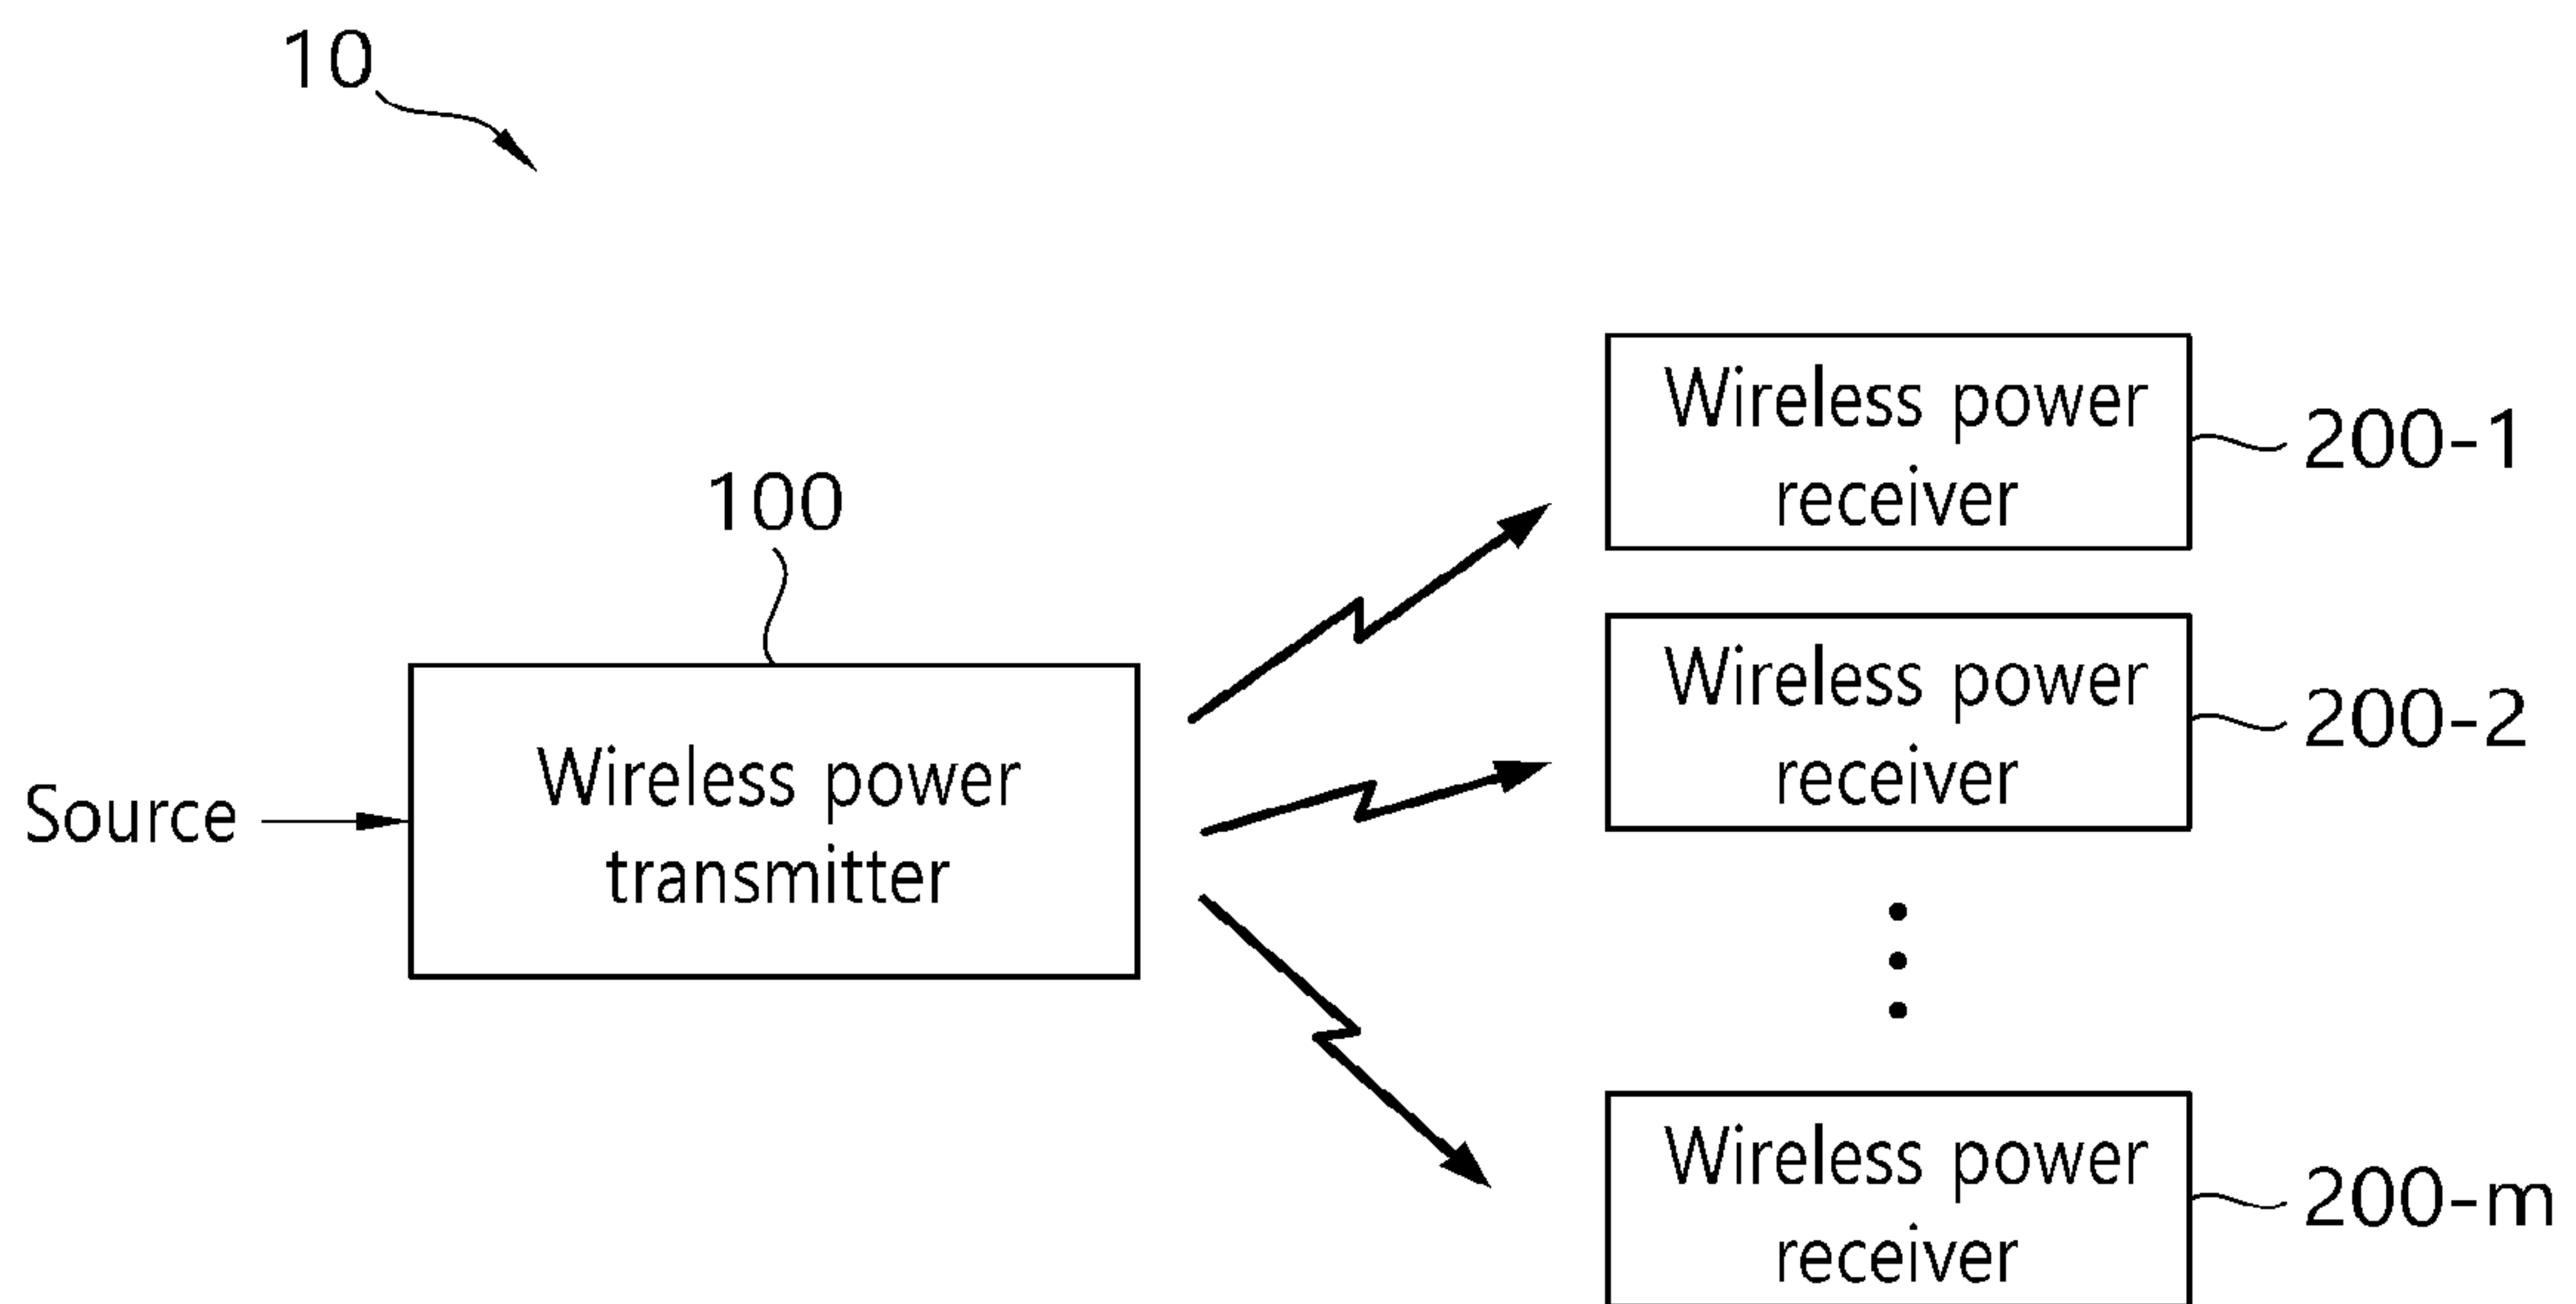 10
100
Source
Wireless power
transmitter
Wireless power
receiver
200-1
Wireless power
receiver
200-2
Wireless power
receiver
200-m